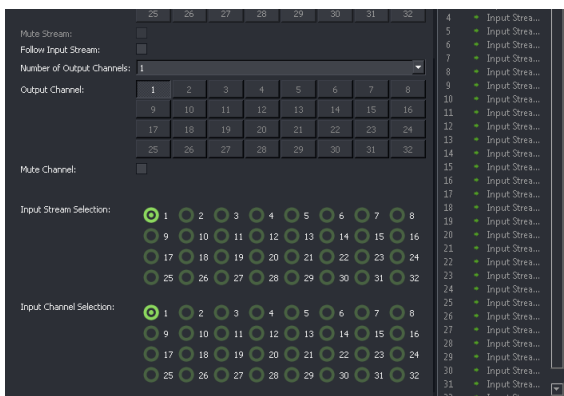 25 26 27 28 29 30 31 32
Mute Stream:
Follow Input Stream:
Number of Output Channels: 1
Output Channel: 1 2 3 4 5 6 7 8
9 10 11 12 13 14 15 16
17 18 19 20 21 22 23 24
25 26 27 28 29 30 31 32
Mute Channel:
Input Stream Selection: 1 2 3 4 5 6 7 8
9 10 11 12 13 14 15 16
17 18 19 20 21 22 23 24
25 26 27 28 29 30 31 32
Input Channel Selection: 1 2 3 4 5 6 7 8
9 10 11 12 13 14 15 16
17 18 19 20 21 22 23 24
25 26 27 28 29 30 31 32
4 Input Strea...
5 Input Strea...
6 Input Strea...
7 Input Strea...
8 Input Strea...
9 Input Strea...
10 Input Strea...
11 Input Strea...
12 Input Strea...
13 Input Strea...
14 Input Strea...
15 Input Strea...
16 Input Strea...
17 Input Strea...
18 Input Strea...
19 Input Strea...
20 Input Strea...
21 Input Strea...
22 Input Strea...
23 Input Strea...
24 Input Strea...
25 Input Strea...
26 Input Strea...
27 Input Strea...
28 Input Strea...
29 Input Strea...
30 Input Strea...
31 Input Strea...